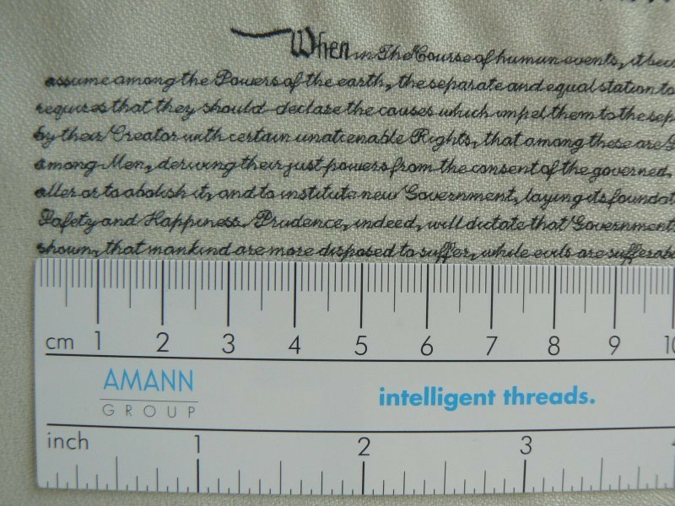 When in The Course of human events, it bec
assume among the Powers of the earth, the separate and equal station to
requires that they should declare the causes which impel them to the sep
by their Creator with certain unalienable Rights, that among these are
among Men, deriving their just powers from the consent of the governed,
alter or to abolish it, and to institute new Government, laying its foundat
Safety and Happiness. Prudence, indeed, will dictate that Government
shown, that mankind are more disposed to suffer, while evils are sufferab
cm 1 2 3 4 5 6 7 8 9 10
AMANN
GROUP
intelligent threads.
inch 1 2 3 4